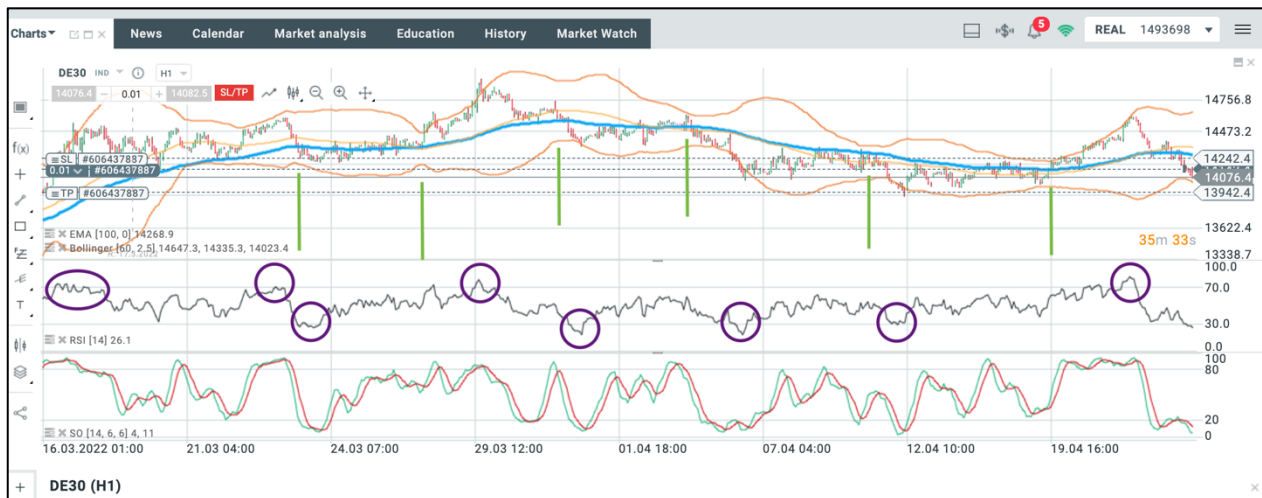 Charts News Calendar Market analysis Education History Market Watch 5 REAL 1493698
DE30 IND H1
14076.4 0.01 14082.5 SL/TP
14756.8
14473.2
SL #606437887
14242.4
0.01 #606437887
14076.4
TP #606437887
13942.4
EMA [100, 0] 14268.9
13622.4
Bollinger [60, 2.5] 14647.3, 14335.3, 14023.4
35m 33s
13338.7
100.0
70.0
30.0
RSI [14] 26.1
0.0
100
80
20
SO [14, 6, 6] 4, 11
0
16.03.2022 01:00 21.03 04:00 24.03 07:00 29.03 12:00 01.04 18:00 07.04 04:00 12.04 10:00 19.04 16:00
DE30 (H1)